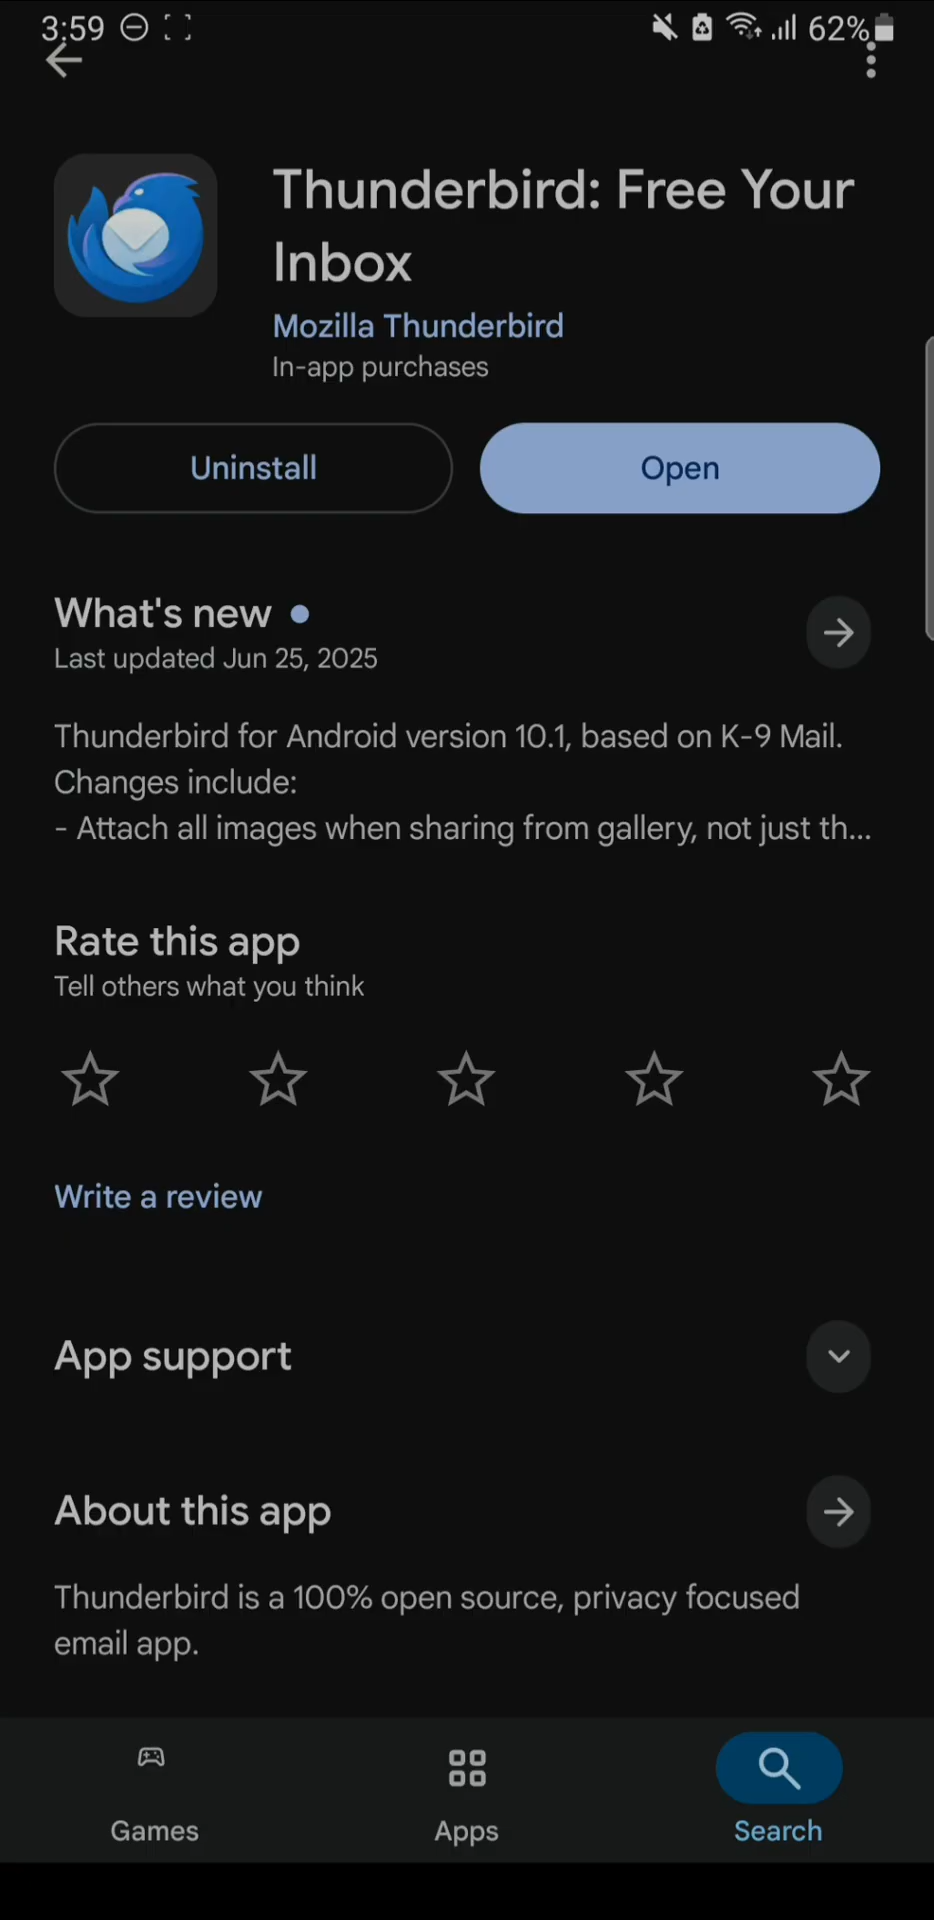 3:59
62%
Thunderbird: Free Your
Inbox
Mozilla Thunderbird
In-app purchases
Uninstall
Open
What's new
Last updated Jun 25, 2025
Thunderbird for Android version 10.1, based on K-9 Mail.
Changes include:
- Attach all images when sharing from gallery, not just th...
Rate this app
Tell others what you think
Write a review
App support
About this app
Thunderbird is a 100% open source, privacy focused
email app.
Games
Apps
Search